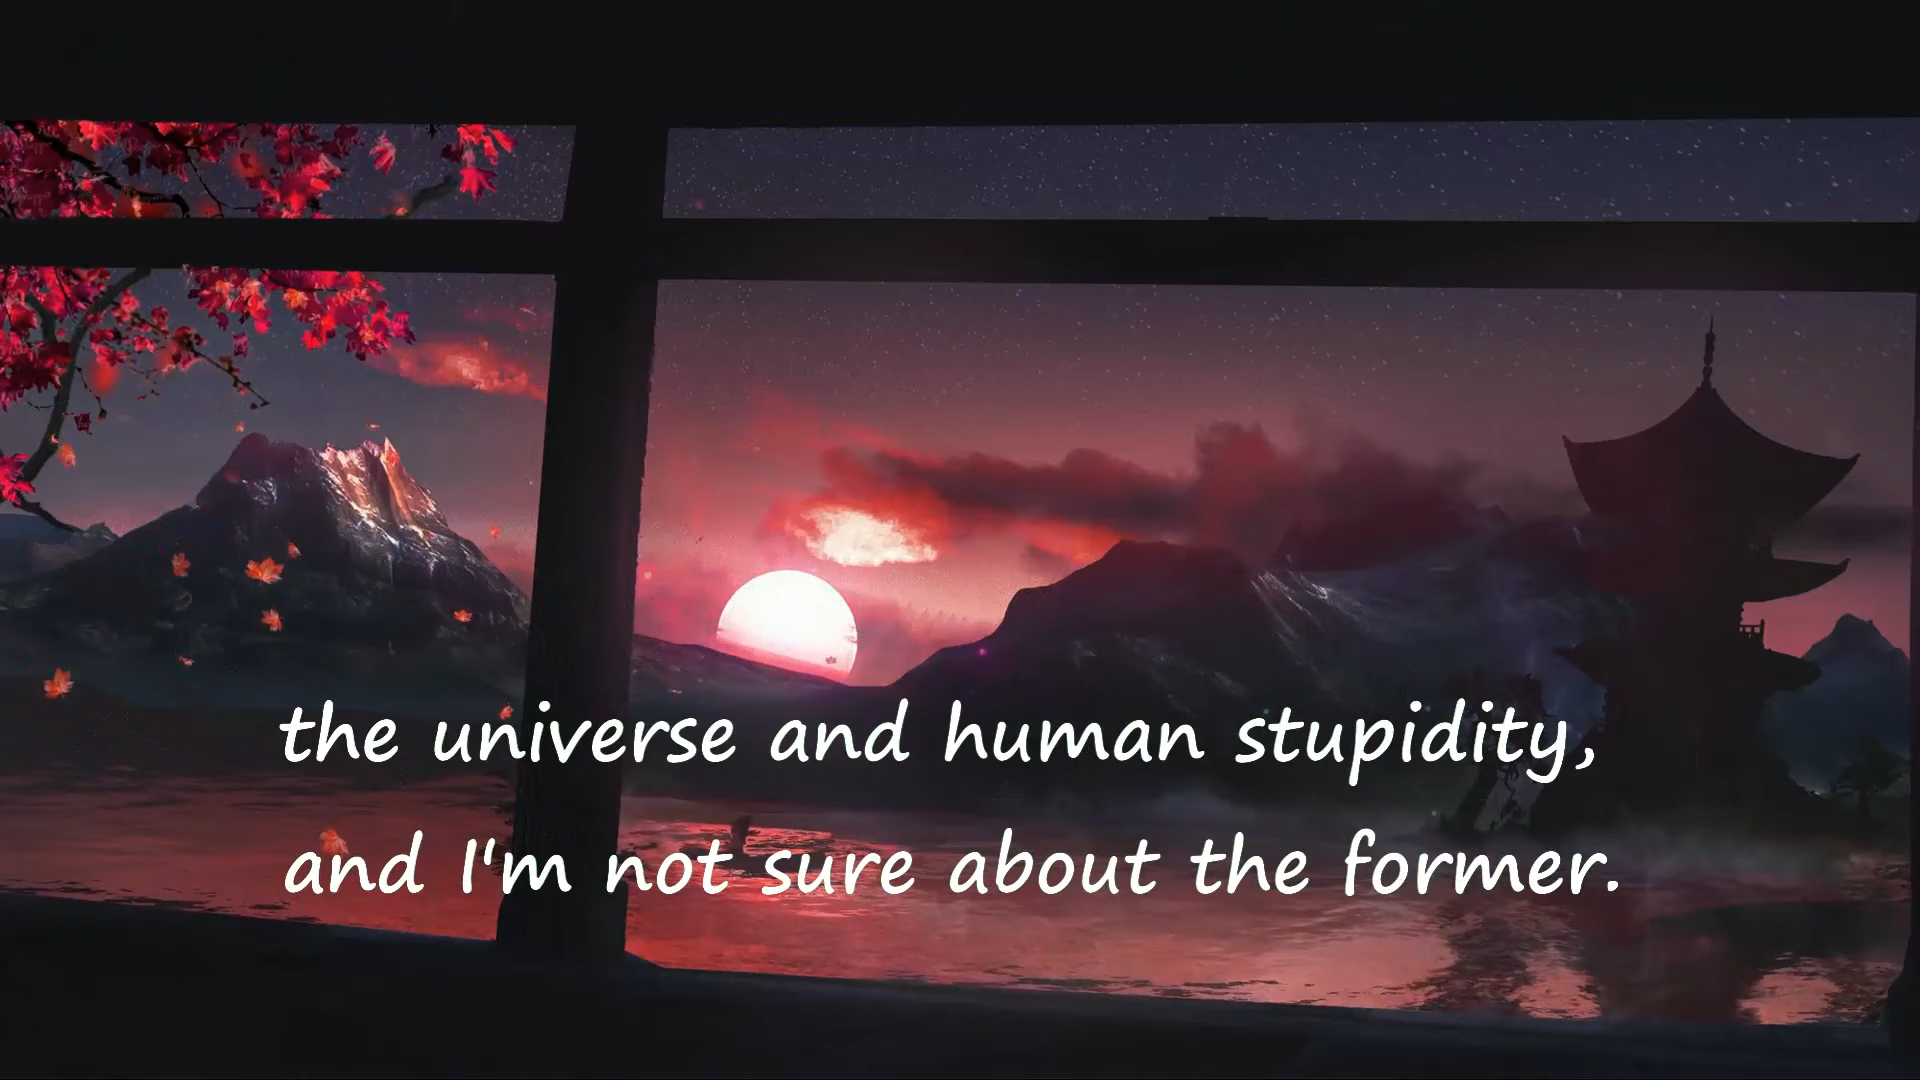 the universe and human stupidity,
and I'm not sure about the former.